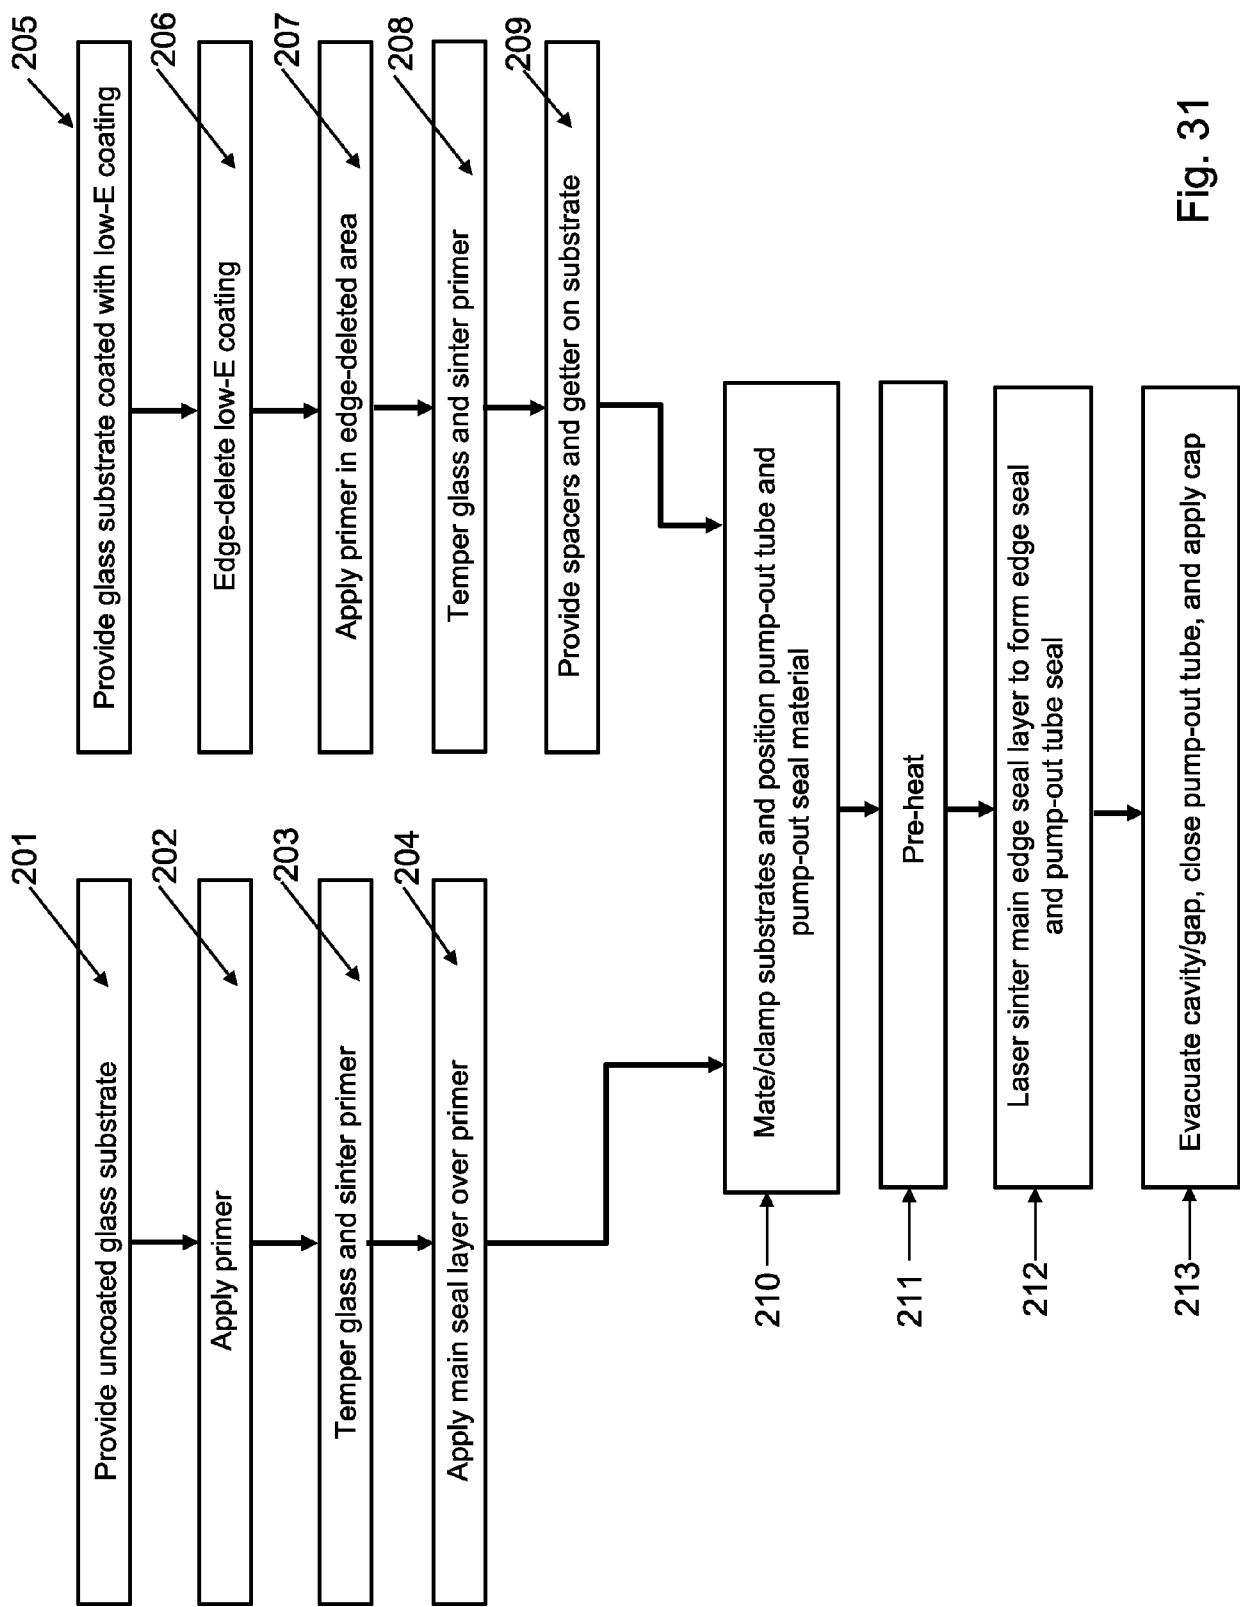 201
Provide uncoated glass substrate
202
Apply primer
203
Temper glass and sinter primer
204
Apply main seal layer over primer
205
Provide glass substrate coated with low-E coating
206
Edge-delete low-E coating
207
Apply primer in edge-deleted area
208
Temper glass and sinter primer
209
Provide spacers and getter on substrate
210
Mate/clamp substrates and position pump-out tube and
pump-out seal material
211
Pre-heat
212
Laser sinter main edge seal layer to form edge seal
and pump-out tube seal
213
Evacuate cavity/gap, close pump-out tube, and apply cap
Fig. 31